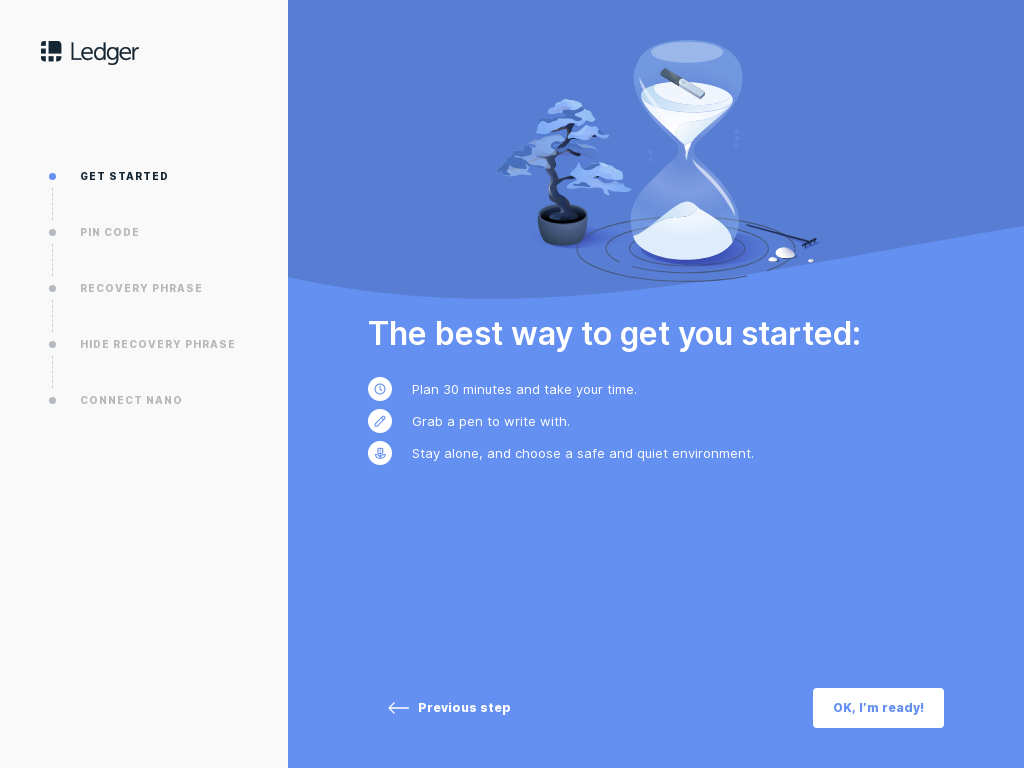 Ledger
GET STARTED
PIN CODE
RECOVERY PHRASE
HIDE RECOVERY PHRASE
CONNECT NANO
The best way to get you started:
Plan 30 minutes and take your time.
Grab a pen to write with.
Stay alone, and choose a safe and quiet environment.
Previous step
OK, I'm ready!